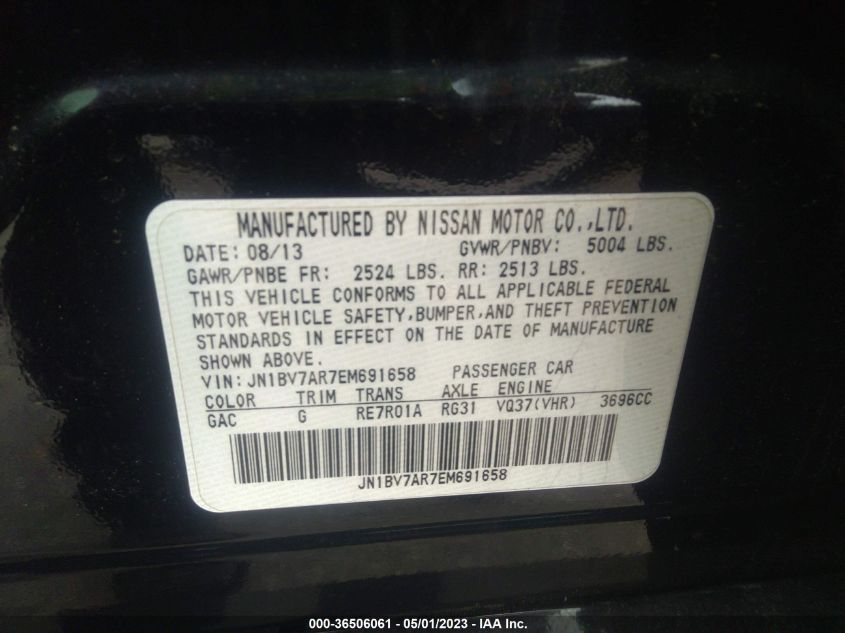 MANUFACTURED BY NISSAN MOTOR CO.,LTD.
DATE: 08/13 GVWR/PNBV: 5004 LBS.
GAWR/PNBE FR: 2524 LBS. RR: 2513 LBS.
THIS VEHICLE CONFORMS TO ALL APPLICABLE FEDERAL
MOTOR VEHICLE SAFETY,BUMPER,AND THEFT PREVENTION
STANDARDS IN EFFECT ON THE DATE OF MANUFACTURE
SHOWN ABOVE.
VIN: JN1BV7AR7EM691658 PASSENGER CAR
COLOR TRIM TRANS AXLE ENGINE
GAC G RE7R01A RG31 VQ37(VHR) 3696CC
JN1BV7AR7EM691658
000-36506061 - 05/01/2023 - IAA Inc.